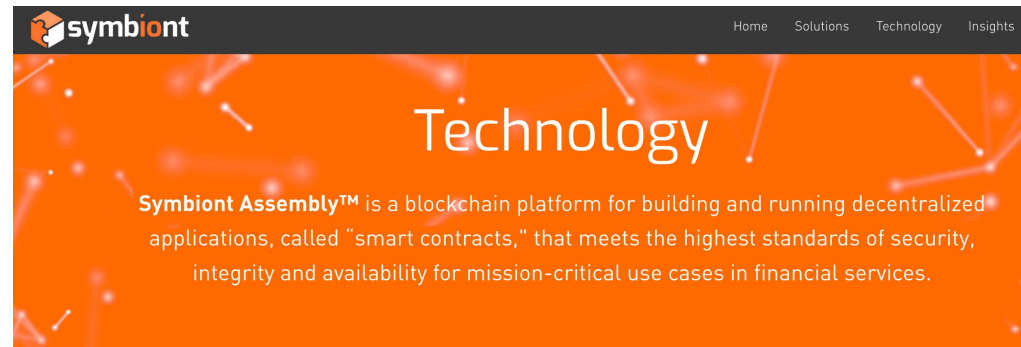 symbiont
Home Solutions Technology Insights
Technology
Symbiont Assembly™ is a blockchain platform for building and running decentralized
applications, called “smart contracts," that meets the highest standards of security,
integrity and availability for mission-critical use cases in financial services.